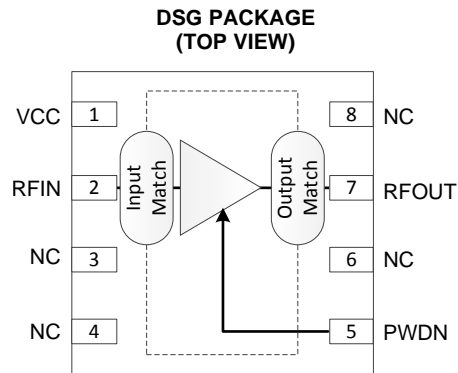 DSG PACKAGE
(TOP VIEW)
VCC 1 8 NC
RFIN 2 Input Match Output Match 7 RFOUT
NC 3 6 NC
NC 4 5 PWDN